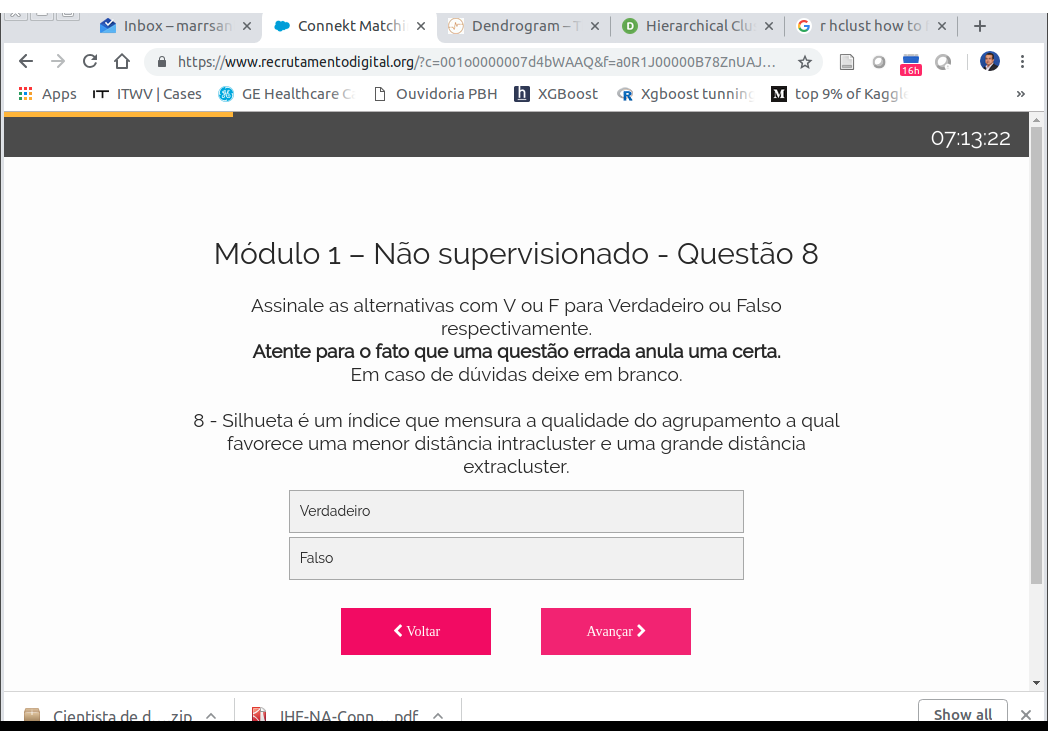 Inbox – marrsan
Connekt Matchi
Dendrogram – T
D Hierarchical Clu
G r hclust how to
https://www.recrutamentodigital.org/?c=001o0000007d4bWAAQ&f=a0R1J00000B78ZnUAJ...
16h
Apps
IT ITWV | Cases
GE Healthcare C
Ouvidoria PBH
h XGBoost
R Xgboost tunning
M top 9% of Kaggl
»
07:13:22
Módulo 1 – Não supervisionado - Questão 8
Assinale as alternativas com V ou F para Verdadeiro ou Falso
respectivamente.
Atente para o fato que uma questão errada anula uma certa.
Em caso de dúvidas deixe em branco.
8 - Silhueta é um índice que mensura a qualidade do agrupamento a qual
favorece uma menor distância intracluster e uma grande distância
extracluster.
Verdadeiro
Falso
Voltar
Avançar
Cientista de d....zip
IHE-NA-Conn....pdf
Show all